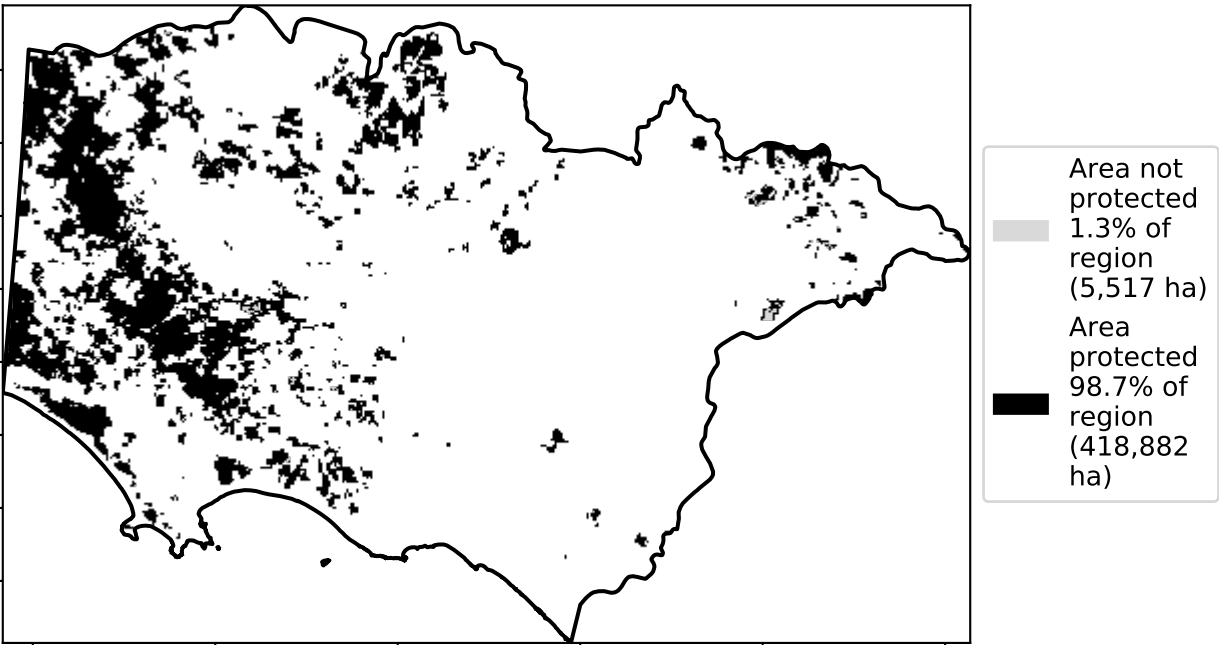 Area not
protected
1.3% of
region
(5,517 ha)
Area
protected
98.7% of
region
(418,882
ha)